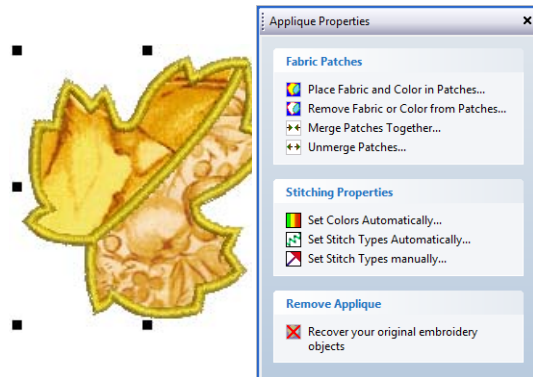 Applique Properties
Fabric Patches
Place Fabric and Color in Patches...
Remove Fabric or Color from Patches...
Merge Patches Together...
Unmerge Patches...
Stitching Properties
Set Colors Automatically...
Set Stitch Types Automatically...
Set Stitch Types manually...
Remove Applique
Recover your original embroidery
objects